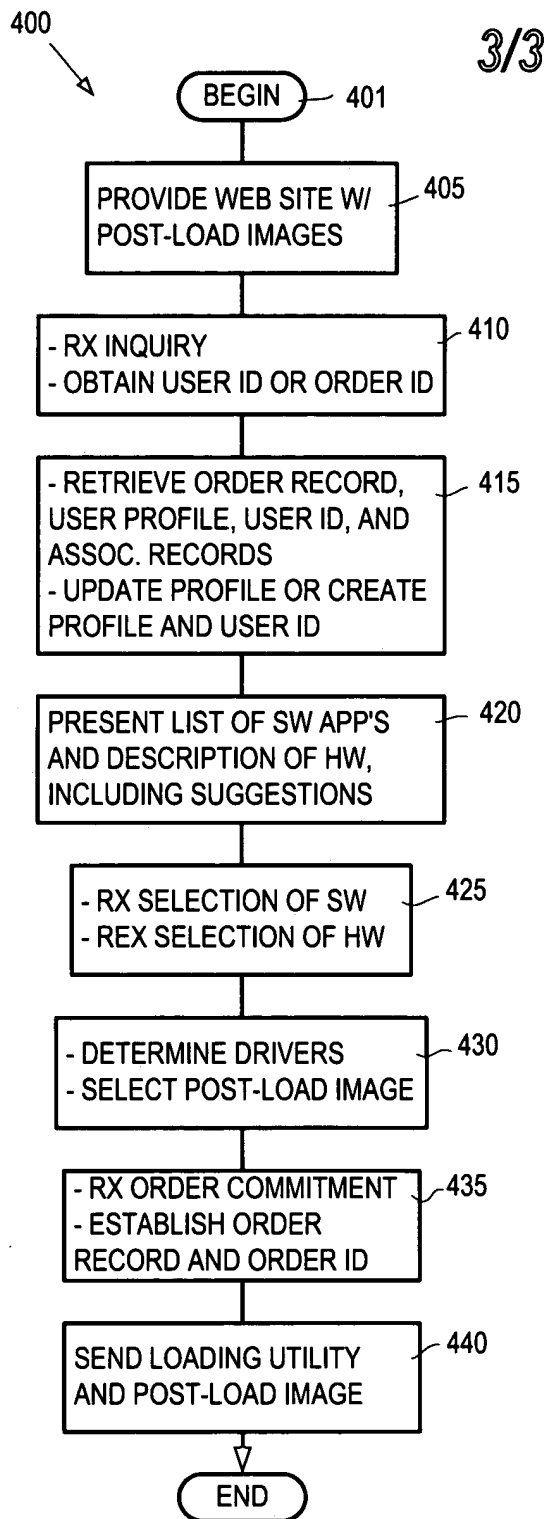 400
3/3
BEGIN
401
PROVIDE WEB SITE W/
POST-LOAD IMAGES
405
- RX INQUIRY
- OBTAIN USER ID OR ORDER ID
410
- RETRIEVE ORDER RECORD,
USER PROFILE, USER ID, AND
ASSOC. RECORDS
- UPDATE PROFILE OR CREATE
PROFILE AND USER ID
415
PRESENT LIST OF SW APP'S
AND DESCRIPTION OF HW,
INCLUDING SUGGESTIONS
420
- RX SELECTION OF SW
- REX SELECTION OF HW
425
- DETERMINE DRIVERS
- SELECT POST-LOAD IMAGE
430
- RX ORDER COMMITMENT
- ESTABLISH ORDER
RECORD AND ORDER ID
435
SEND LOADING UTILITY
AND POST-LOAD IMAGE
440
END